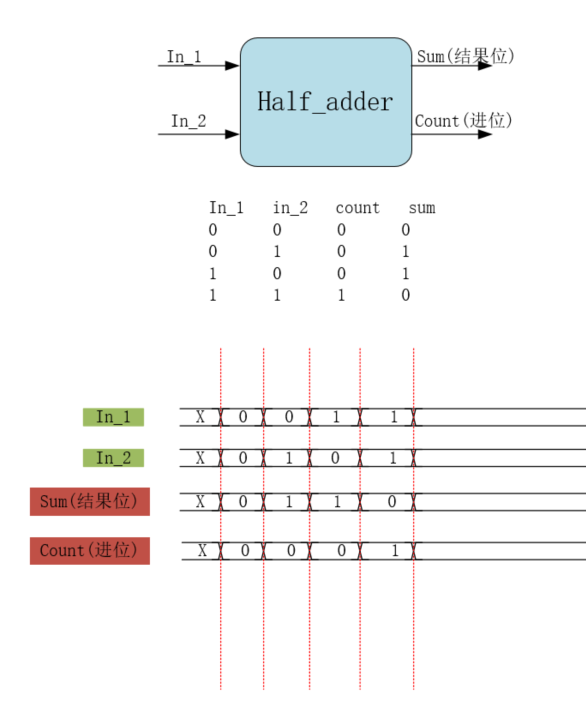 In_1
Sum(结果位)
Half_adder
In_2
Count(进位)
In_1 in_2 count sum
0 0 0 0
0 1 0 1
1 0 0 1
1 1 1 0
In_1 X 0 0 1 1
In_2 X 0 1 0 1
Sum(结果位) X 0 1 1 0
Count(进位) X 0 0 0 1